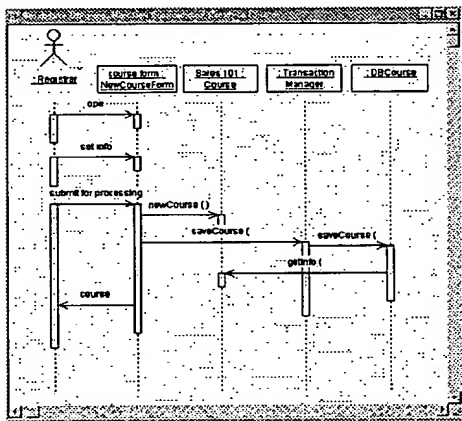 : Registrar
course form :
NewCourseForm
Sales 101 :
Course
: Transaction
Manager
: DBCourse
ope
set info
submit for processing
newCourse ( )
saveCourse (
saveCourse (
getInfo (
course